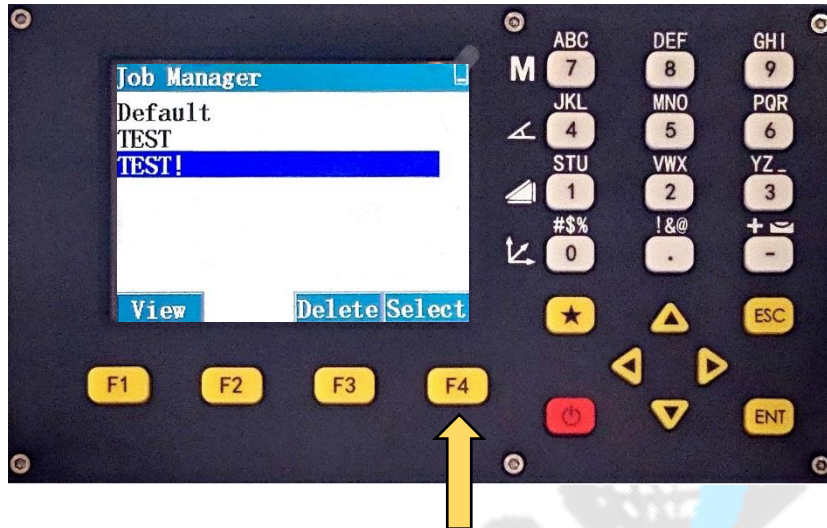 Job Manager
Default
TEST
TEST!
View Delete Select
F1 F2 F3 F4
ABC DEF GHI
M 7 8 9
JKL MNO PQR
4 5 6
STU VWX YZ_
1 2 3
#$% !&@ +
0 . -
ESC
ENT